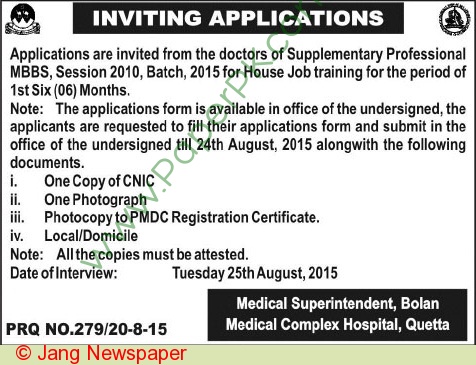 INVITING APPLICATIONS
Applications are invited from the doctors of Supplementary Professional
MBBS, Session 2010, Batch, 2015 for House Job training for the period of
1st Six (06) Months.
Note: The applications form is available in office of the undersigned, the
applicants are requested to fill their applications form and submit in the
office of the undersigned till 24th August, 2015 alongwith the following
documents.
i. One Copy of CNIC
ii. One Photograph
iii. Photocopy to PMDC Registration Certificate.
iv. Local/Domicile
Note: All the copies must be attested.
Date of Interview: Tuesday 25th August, 2015
Medical Superintendent, Bolan
Medical Complex Hospital, Quetta
PRQ NO.279/20-8-15
www.PaperPk.com
© Jang Newspaper